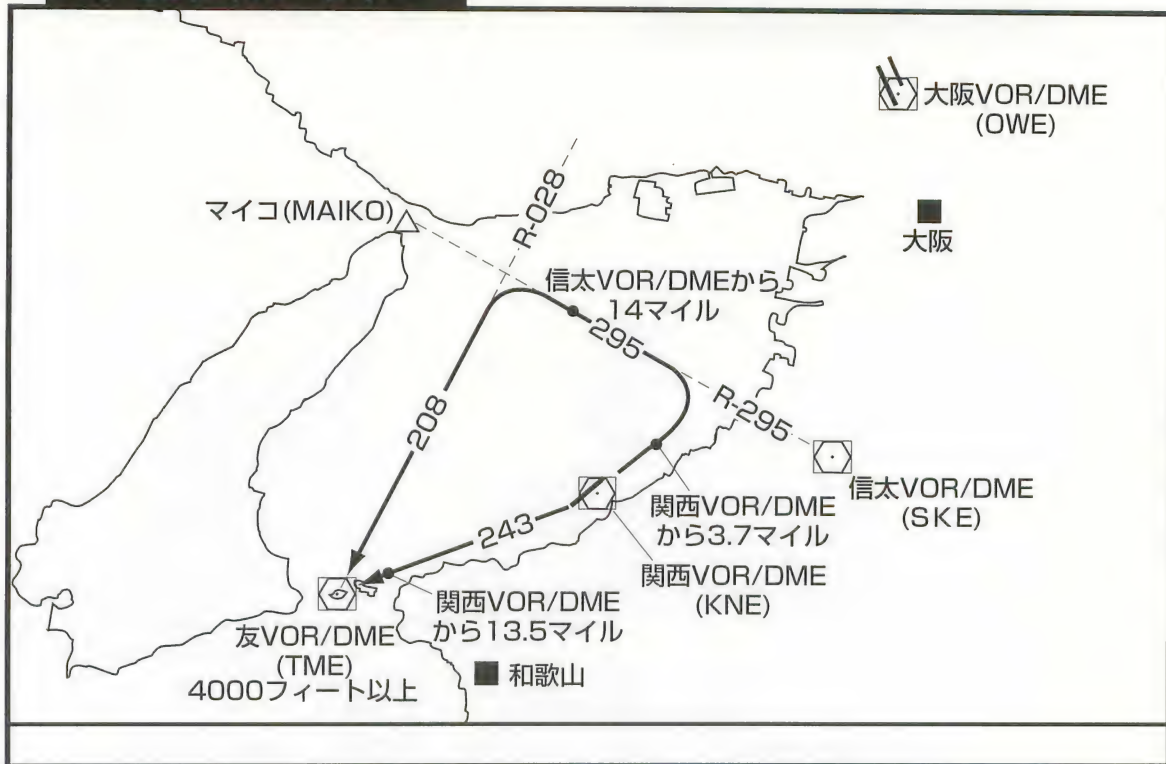 大阪VOR/DME
(OWE)
大阪
マイコ(MAIKO)
R-028
信太VOR/DMEから
14マイル
295
R-295
信太VOR/DME
(SKE)
208
関西VOR/DME
から3.7マイル
関西VOR/DME
(KNE)
243
関西VOR/DME
から13.5マイル
友VOR/DME
(TME)
4000フィート以上
和歌山